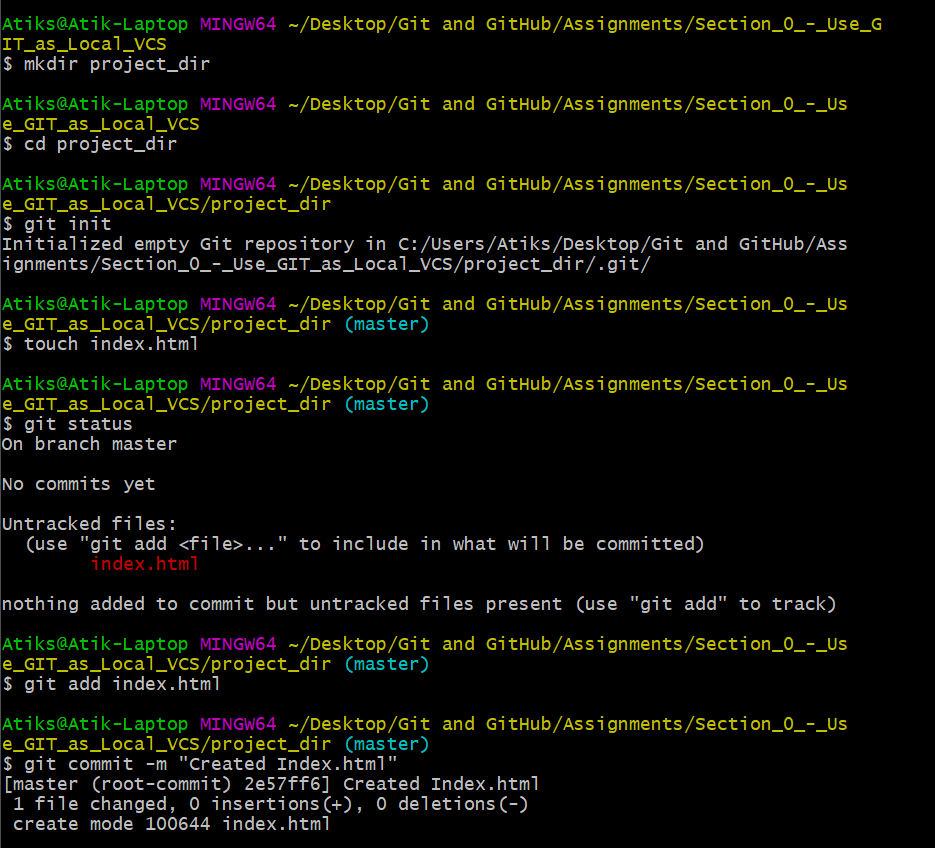 Atiks@Atik-Laptop MINGW64 ~/Desktop/Git and GitHub/Assignments/Section_0_-_Use_G
IT_as_Local_VCS
$ mkdir project_dir
Atiks@Atik-Laptop MINGW64 ~/Desktop/Git and GitHub/Assignments/Section_0_-_Us
e_GIT_as_Local_VCS
$ cd project_dir
Atiks@Atik-Laptop MINGW64 ~/Desktop/Git and GitHub/Assignments/Section_0_-_Us
e_GIT_as_Local_VCS/project_dir
$ git init
Initialized empty Git repository in C:/Users/Atiks/Desktop/Git and GitHub/Ass
ignments/Section_0_-_Use_GIT_as_Local_VCS/project_dir/.git/
Atiks@Atik-Laptop MINGW64 ~/Desktop/Git and GitHub/Assignments/Section_0_-_Us
e_GIT_as_Local_VCS/project_dir (master)
$ touch index.html
Atiks@Atik-Laptop MINGW64 ~/Desktop/Git and GitHub/Assignments/Section_0_-_Us
e_GIT_as_Local_VCS/project_dir (master)
$ git status
On branch master
No commits yet
Untracked files:
  (use "git add <file>..." to include in what will be committed)
        index.html
nothing added to commit but untracked files present (use "git add" to track)
Atiks@Atik-Laptop MINGW64 ~/Desktop/Git and GitHub/Assignments/Section_0_-_Us
e_GIT_as_Local_VCS/project_dir (master)
$ git add index.html
Atiks@Atik-Laptop MINGW64 ~/Desktop/Git and GitHub/Assignments/Section_0_-_Us
e_GIT_as_Local_VCS/project_dir (master)
$ git commit -m "Created Index.html"
[master (root-commit) 2e57ff6] Created Index.html
 1 file changed, 0 insertions(+), 0 deletions(-)
 create mode 100644 index.html